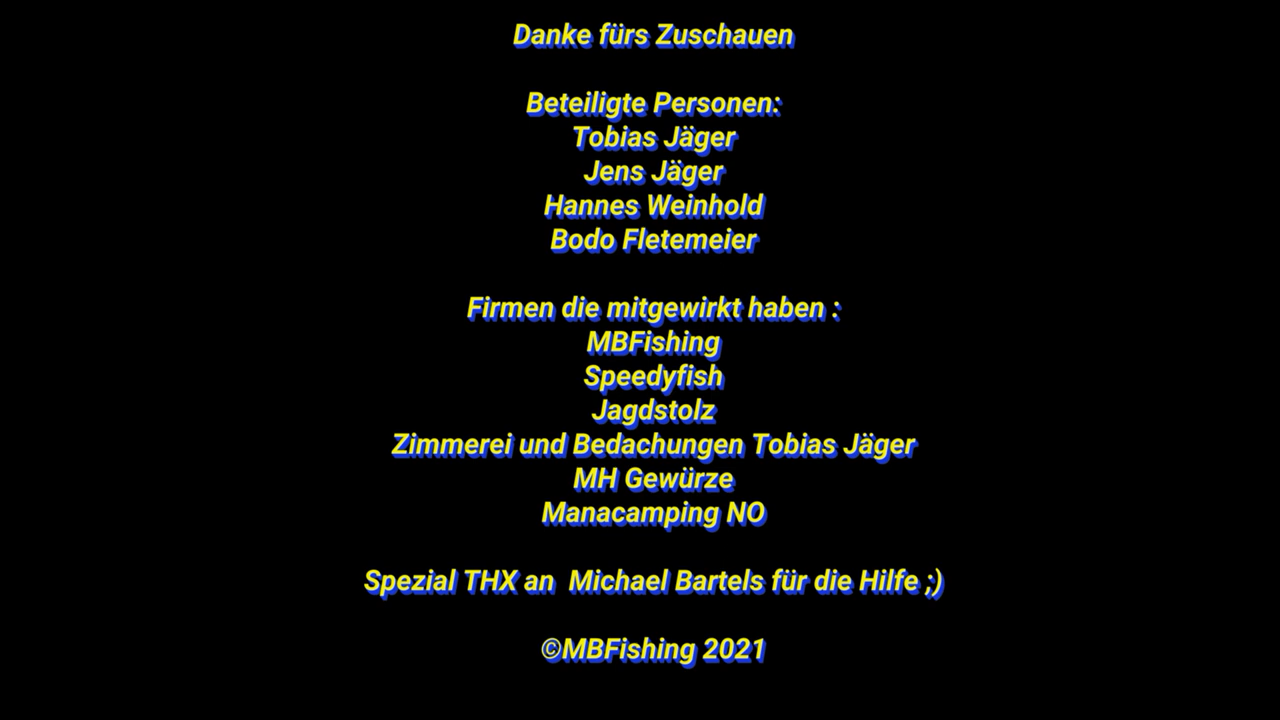 Danke fürs Zuschauen
Beteiligte Personen:
Tobias Jäger
Jens Jäger
Hannes Weinhold
Bodo Fletemeier
Firmen die mitgewirkt haben :
MBFishing
Speedyfish
Jagdstolz
Zimmerei und Bedachungen Tobias Jäger
MH Gewürze
Manacamping NO
Spezial THX an  Michael Bartels für die Hilfe ;)
©MBFishing 2021